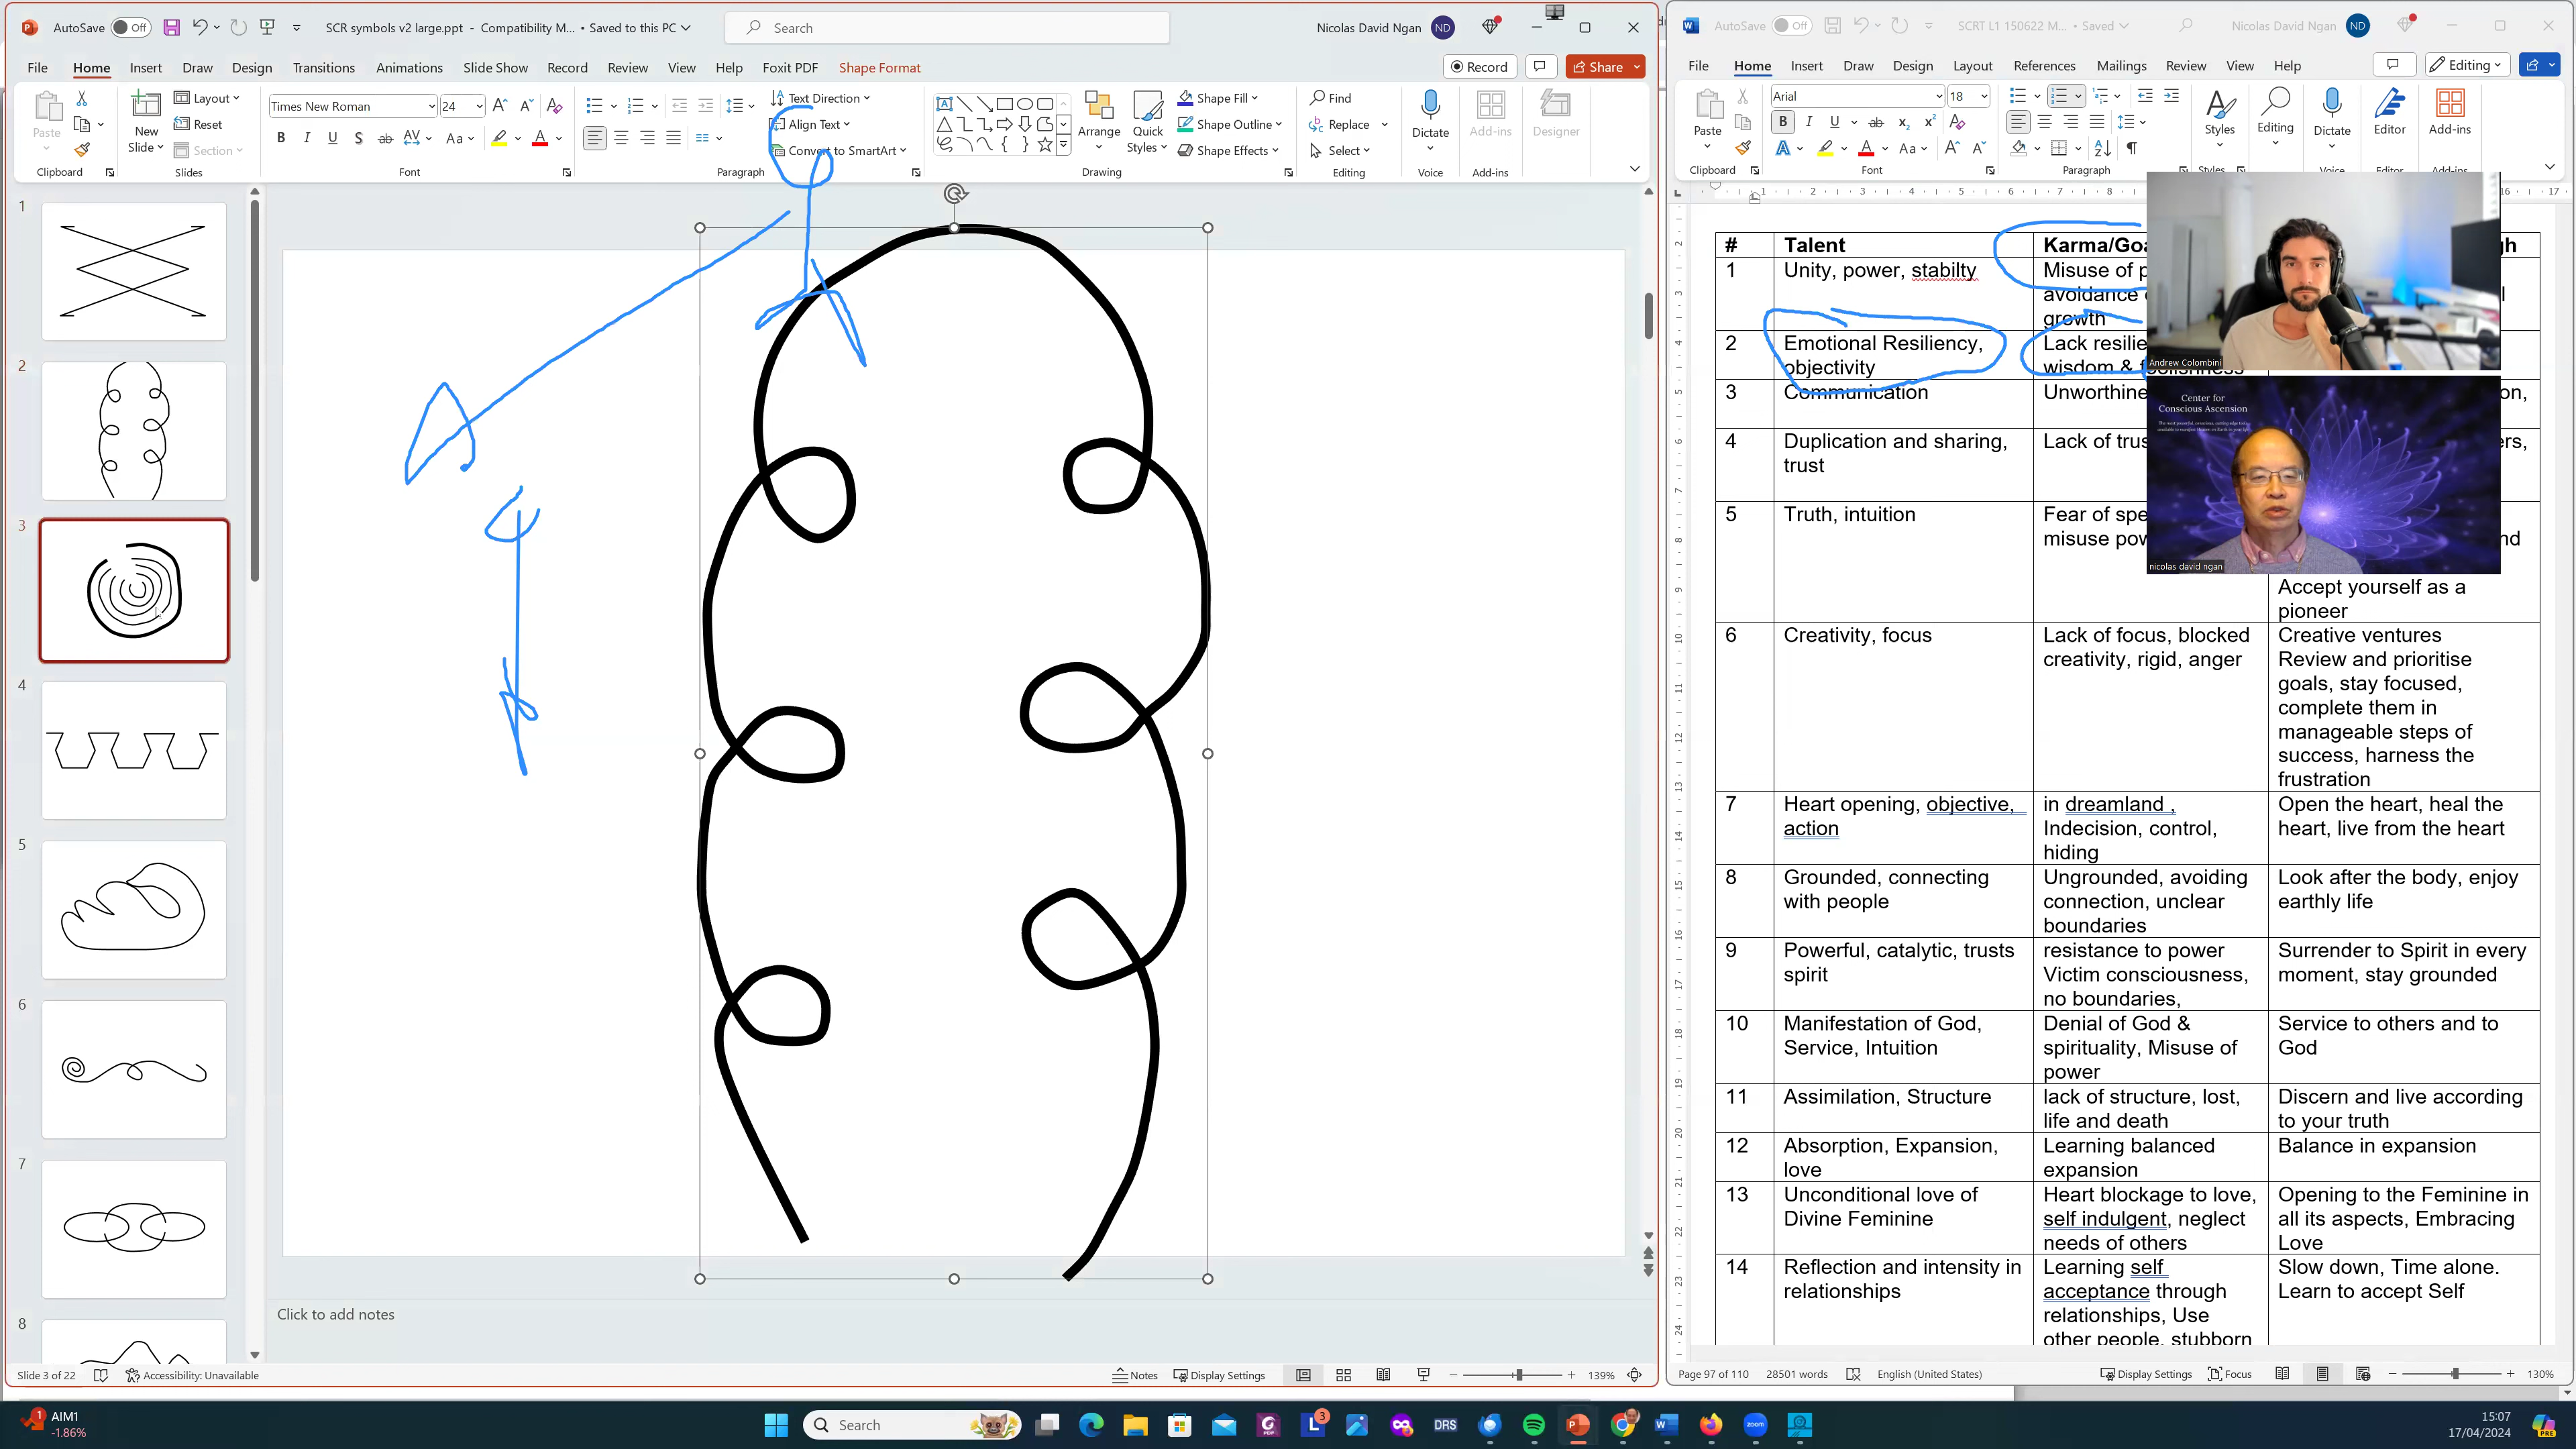 AutoSave Off SCR symbols v2 large.ppt - Compatibility M... • Saved to this PC Search Nicolas David Ngan ND
File Home Insert Draw Design Transitions Animations Slide Show Record Review View Help Foxit PDF Shape Format Record Share
Paste New Slide Layout Reset Section
Times New Roman 24
Text Direction
Align Text
Convert to SmartArt
Arrange Quick Styles
Shape Fill
Shape Outline
Shape Effects
Find
Replace
Select
Dictate Add-ins Designer
Clipboard Slides Font Paragraph Drawing Editing Voice Add-ins
1
2
3
4
5
6
7
8
Click to add notes
Slide 3 of 22 Accessibility: Unavailable Notes Display Settings 139%
AutoSave Off SCRT L1 150622 M... • Saved Nicolas David Ngan ND
File Home Insert Draw Design Layout References Mailings Review View Help Editing
Paste Arial 18 Styles Editing Dictate Editor Add-ins
Clipboard Font Paragraph Styles Voice Editor Add-ins
# Talent
1 Unity, power, stabilty Misuse of
avoidance
growth
2 Emotional Resiliency, objectivity Lack
wisdom &
3 Communication
4 Duplication and sharing, trust Lack of
5 Truth, intuition Fear of
misuse
Accept yourself as a pioneer
6 Creativity, focus Lack of focus, blocked creativity, rigid, anger Creative ventures
Review and prioritise goals, stay focused, complete them in manageable steps of success, harness the frustration
7 Heart opening, objective, action in dreamland , Indecision, control, hiding Open the heart, heal the heart, live from the heart
8 Grounded, connecting with people Ungrounded, avoiding connection, unclear boundaries Look after the body, enjoy earthly life
9 Powerful, catalytic, trusts spirit resistance to power Victim consciousness, no boundaries, Surrender to Spirit in every moment, stay grounded
10 Manifestation of God, Service, Intuition Denial of God & spirituality, Misuse of power Service to others and to God
11 Assimilation, Structure lack of structure, lost, life and death Discern and live according to your truth
12 Absorption, Expansion, love Learning balanced expansion Balance in expansion
13 Unconditional love of Divine Feminine Heart blockage to love, self indulgent, neglect needs of others Opening to the Feminine in all its aspects, Embracing Love
14 Reflection and intensity in relationships Learning self acceptance through relationships, Use other people, stubborn Slow down, Time alone. Learn to accept Self
Andrew Colombini
Center for
Conscious Ascension
nicolas david ngan
Page 97 of 110 28501 words English (United States) Display Settings Focus 130%
AIM1
-1.86%
Search
DRS
zoom
15:07
17/04/2024